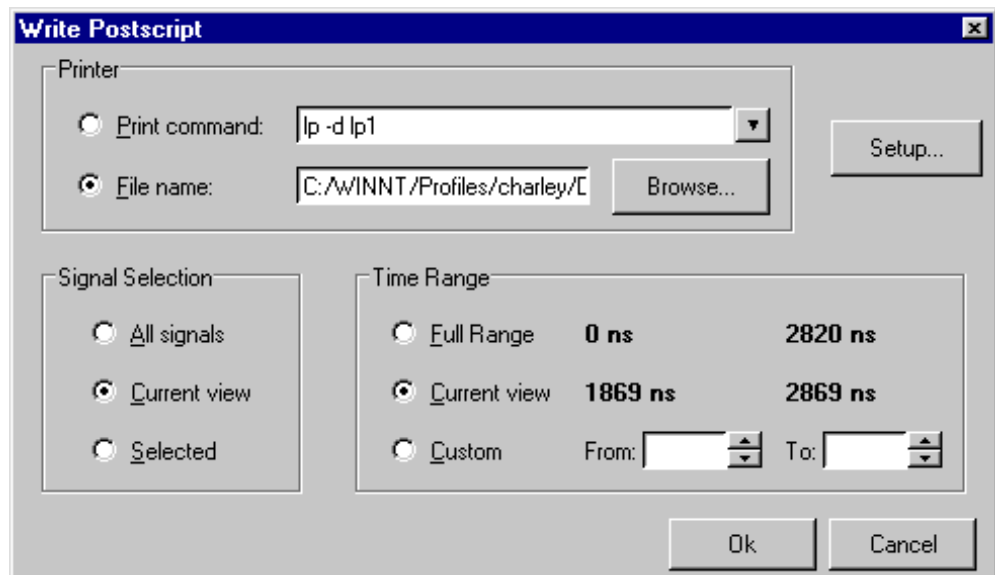 Write Postscript
Printer
Print command: lp -d lp1
Setup...
File name: C:/WINNT/Profiles/charley/D Browse...
Signal Selection
All signals
Current view
Selected
Time Range
Full Range 0 ns 2820 ns
Current view 1869 ns 2869 ns
Custom From: To:
Ok Cancel